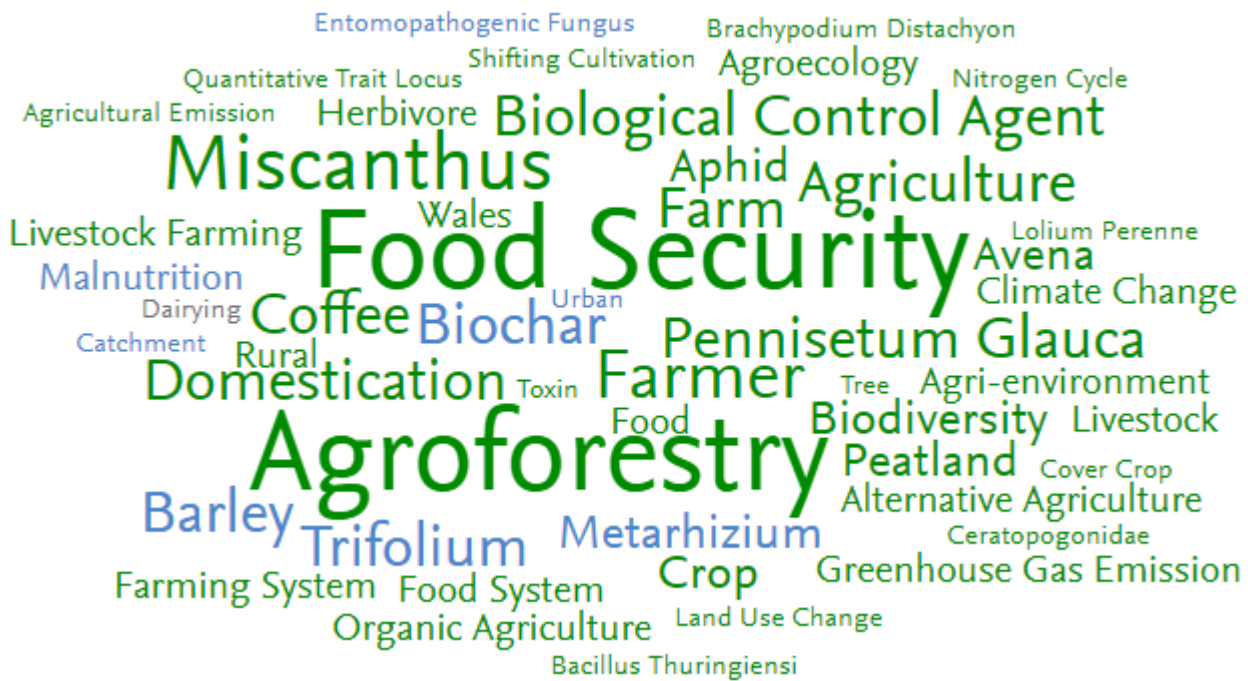 Entomopathogenic Fungus
Brachypodium Distachyon
Shifting Cultivation
Agroecology
Quantitative Trait Locus
Nitrogen Cycle
Agricultural Emission
Herbivore
Biological Control Agent
Miscanthus
Aphid
Agriculture
Wales
Farm
Livestock Farming
Food Security
Lolium Perenne
Avena
Malnutrition
Climate Change
Dairying
Coffee
Biochar
Urban
Catchment
Rural
Pennisetum Glauca
Domestication
Toxin
Farmer
Tree
Agri-environment
Agroforestry
Food
Biodiversity
Livestock
Peatland
Cover Crop
Alternative Agriculture
Barley
Trifolium
Metarhizium
Ceratopogonidae
Farming System
Food System
Crop
Greenhouse Gas Emission
Organic Agriculture
Land Use Change
Bacillus Thuringiensi